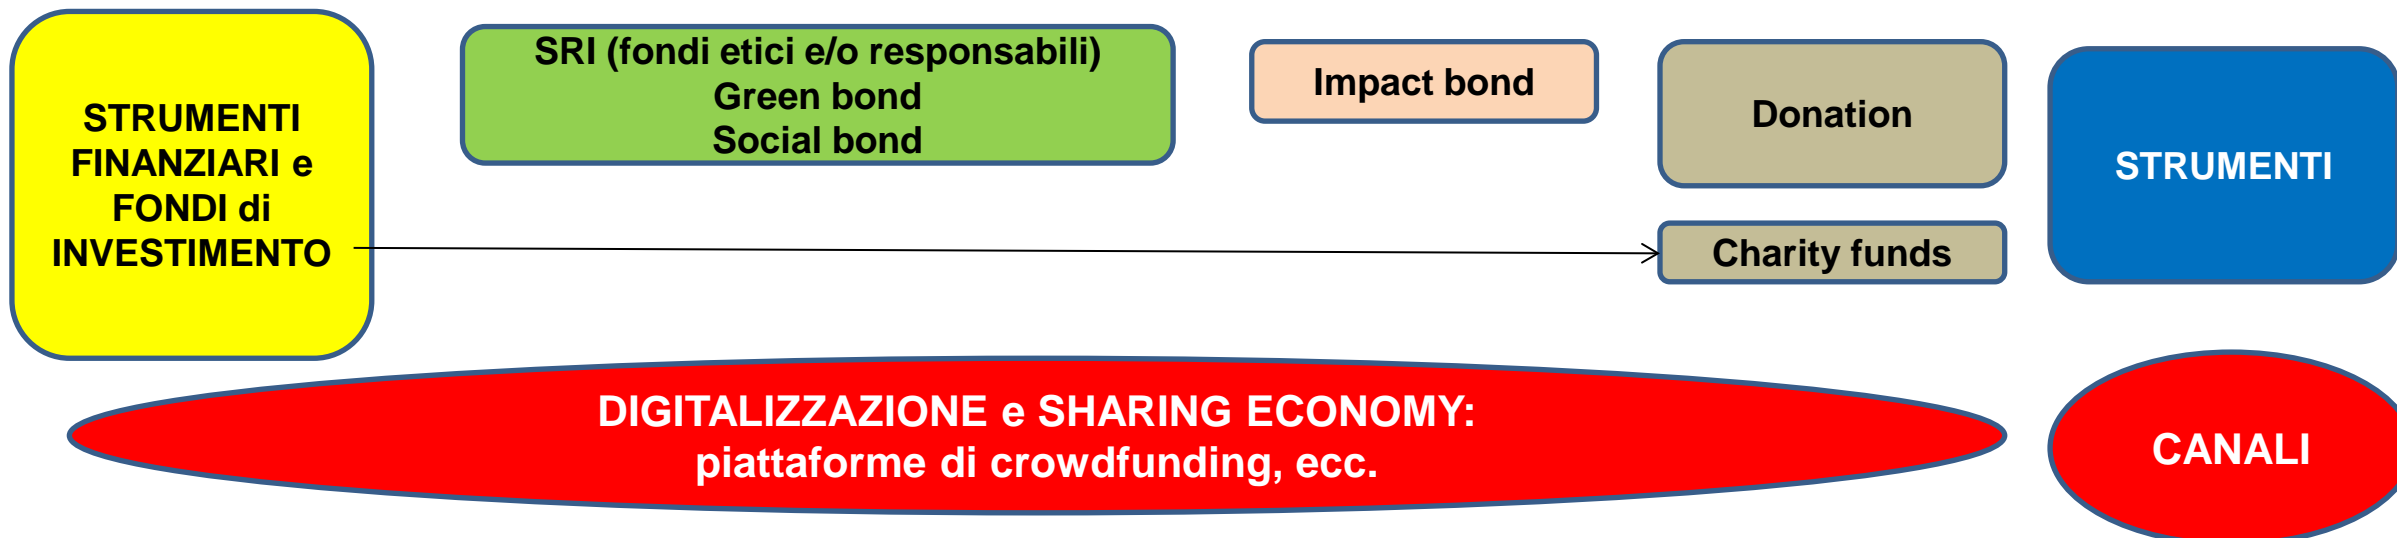 STRUMENTI
FINANZIARI e
FONDI di
INVESTIMENTO
SRI (fondi etici e/o responsabili)
Green bond
Social bond
Impact bond
Donation
Charity funds
STRUMENTI
DIGITALIZZAZIONE e SHARING ECONOMY:
piattaforme di crowdfunding, ecc.
CANALI